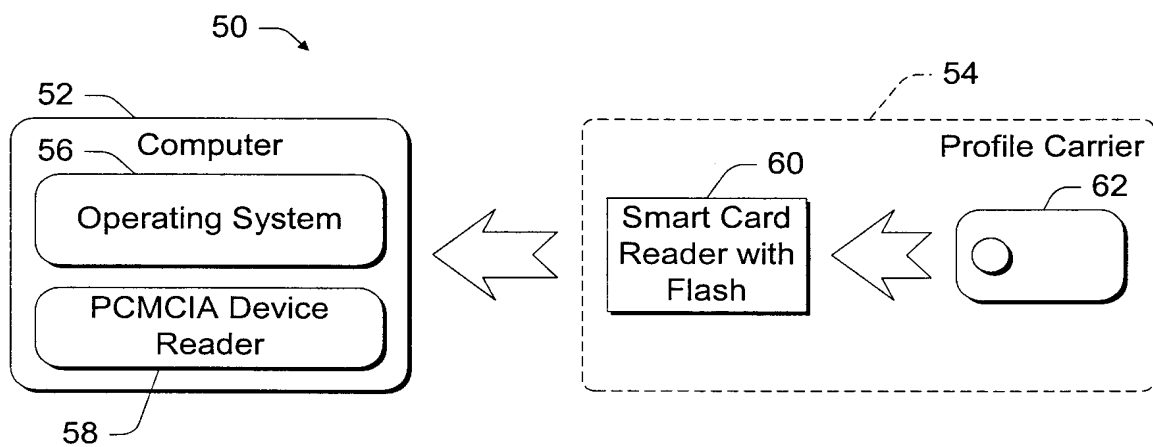 50
52
54
Computer
Profile Carrier
56
60
62
Operating System
Smart Card
Reader with
Flash
PCMCIA Device
Reader
58